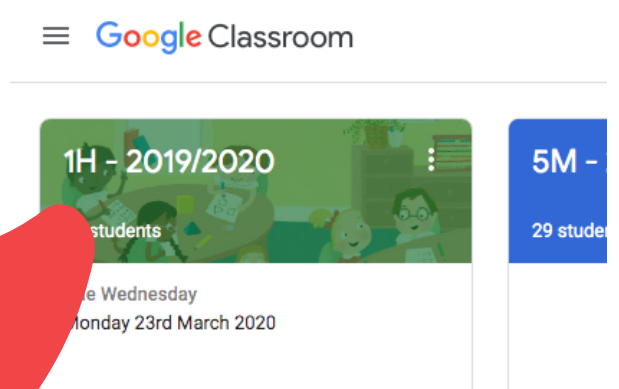 Google Classroom
1H - 2019/2020
students
Wednesday
Monday 23rd March 2020
5M -
29